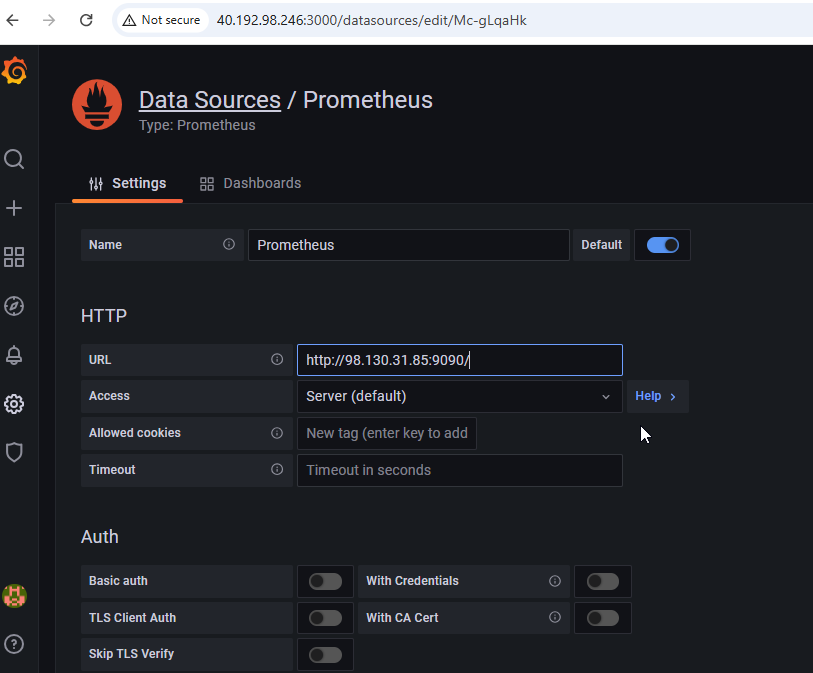 Not secure 40.192.98.246:3000/datasources/edit/Mc-gLqaHk
Data Sources / Prometheus
Type: Prometheus
Settings Dashboards
Name Prometheus Default
HTTP
URL http://98.130.31.85:9090/
Access Server (default) Help
Allowed cookies New tag (enter key to add
Timeout Timeout in seconds
Auth
Basic auth With Credentials
TLS Client Auth With CA Cert
Skip TLS Verify